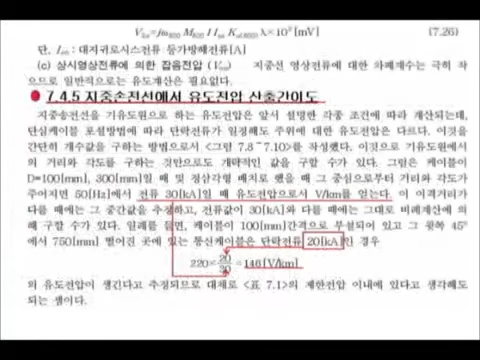 V =jω800 M800 I Kα(800) λ×10³ [mV] (7.26)
단, : 대지귀로시스전류 등가방해전류[A]
(c) 상시영상전류에 의한 잡음전압 ( ) 지중선 영상전류에 대한 차폐계수는 극히 작
으므로 일반적으로는 유도계산은 필요없다.
7.4.5 지중송전선에서 유도전압 산출간이도
지중송전선을 기유도원으로 하는 유도전압은 앞서 설명한 각종 조건에 따라 계산되는데,
단심케이블 포설방법에 따라 단락전류가 일정해도 주위에 대한 유도전압은 다르다. 이것을
간단히 개수값을 구하는 방법으로서 <그림 7.8~7.10>를 작성했다. 이것으로 기유도원에서
의 거리와 각도를 구하는 것만으로도 개략적인 값을 구할 수가 있다. 그림은 케이블이
D=100[mm], 300[mm]일 때 및 정삼각형 배치로 했을 때 그 중심으로부터 거리와 각도가
주어지면 50[Hz]에서 전류 30[kA]일 때 유도전압으로서 V/km를 얻는다. 이 이격거리가
다를 때에는 그 중간값을 추정하고, 전류값이 30[kA]와 다를 때에는 그대로 비례계산에 의
해 구할 수가 있다. 일례를 들면, 케이블이 100[mm]간격으로 부설되어 있고 그 윗쪽 45°
에서 750[mm] 떨어진 곳에 있는 통신케이블은 단락전류 20[kA]인 경우
220×20/30=146[V/km]
의 유도전압이 생긴다고 추정되므로 대체로 <표 7.1>의 제한전압 이내에 있다고 생각해도
되는 셈이다.